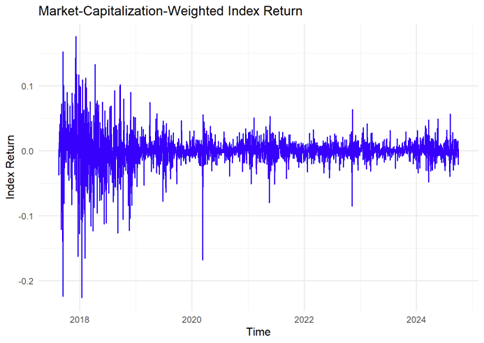 Market-Capitalization-Weighted Index Return
Index Return
0.1
0.0
-0.1
-0.2
2018 2020 2022 2024
Time